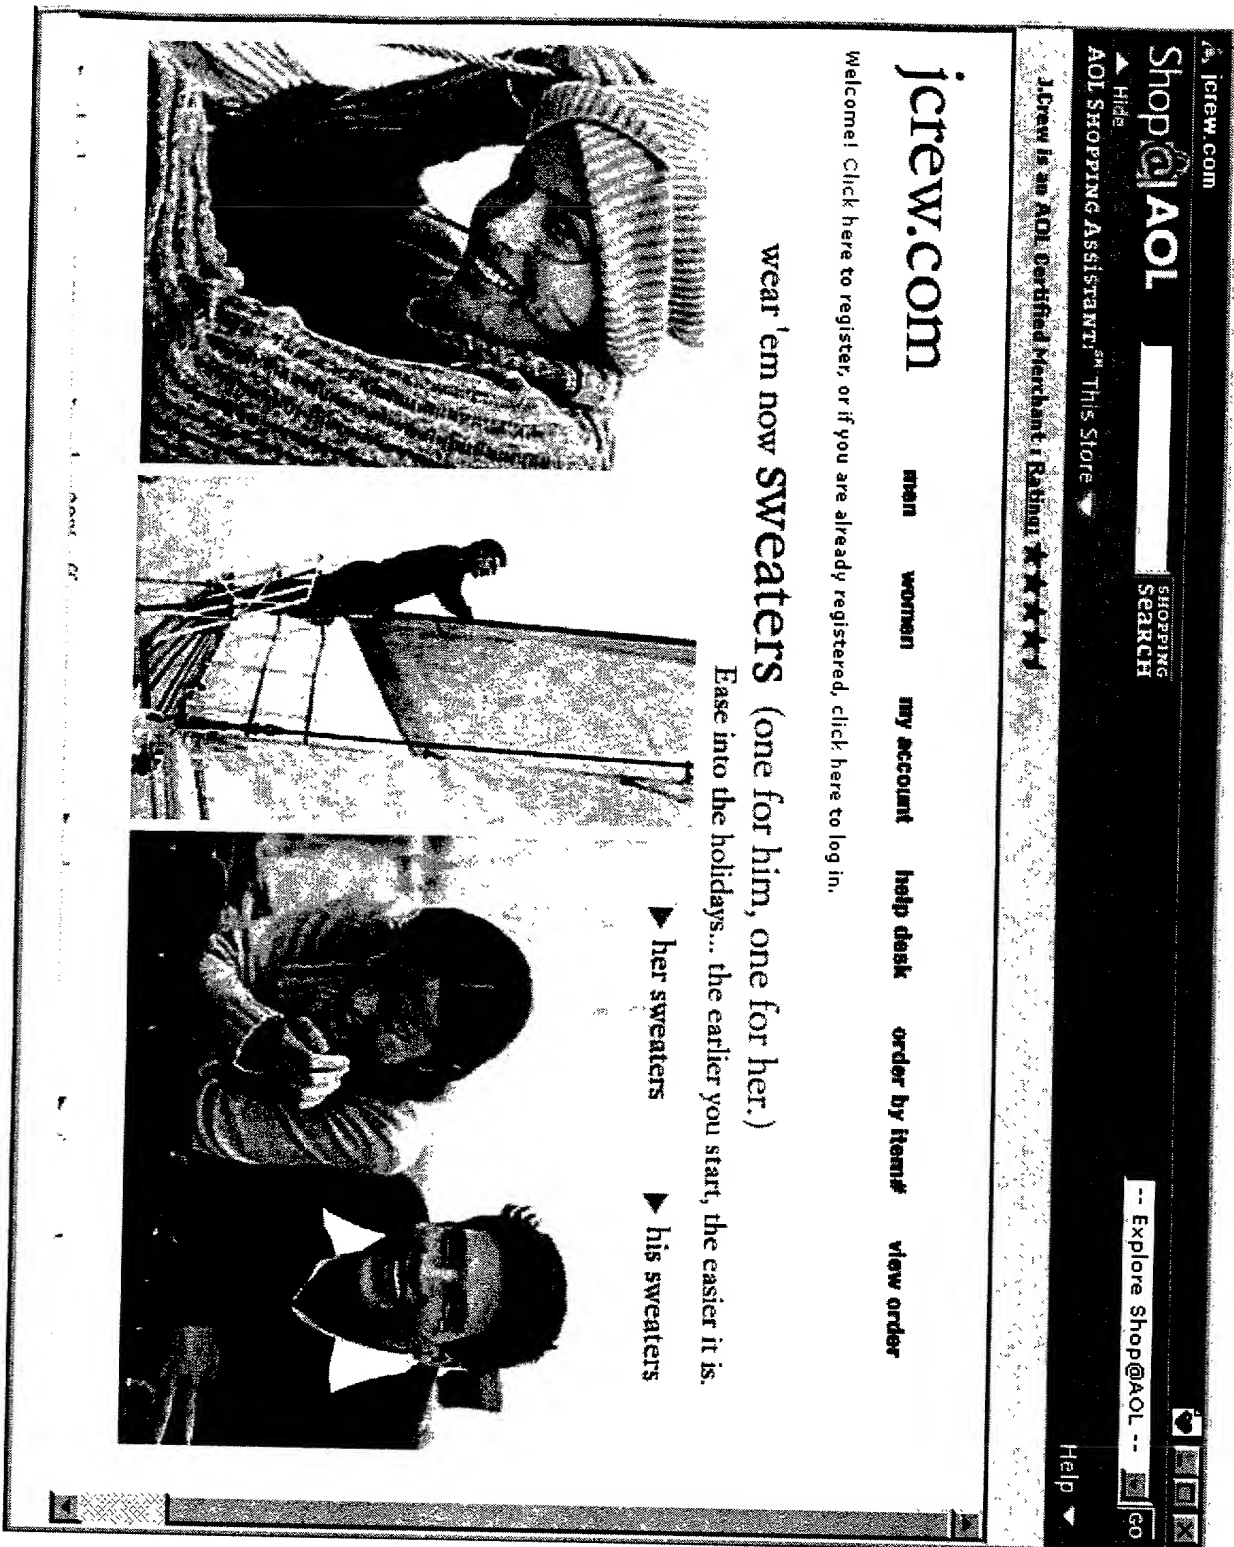 jcrew.com
Shop@AOL
SHOPPING
SEARCH
-- Explore Shop@AOL --
GO
Hide
AOL SHOPPING ASSISTANT:℠ This Store
Help
J.Crew is an AOL Certified Merchant: Rating: ★★★★
jcrew.com
men women my account help desk order by item# view order
Welcome! Click here to register, or if you are already registered, click here to log in.
wear 'em now sweaters (one for him, one for her.)
Ease into the holidays... the earlier you start, the easier it is.
▶ her sweaters ▶ his sweaters